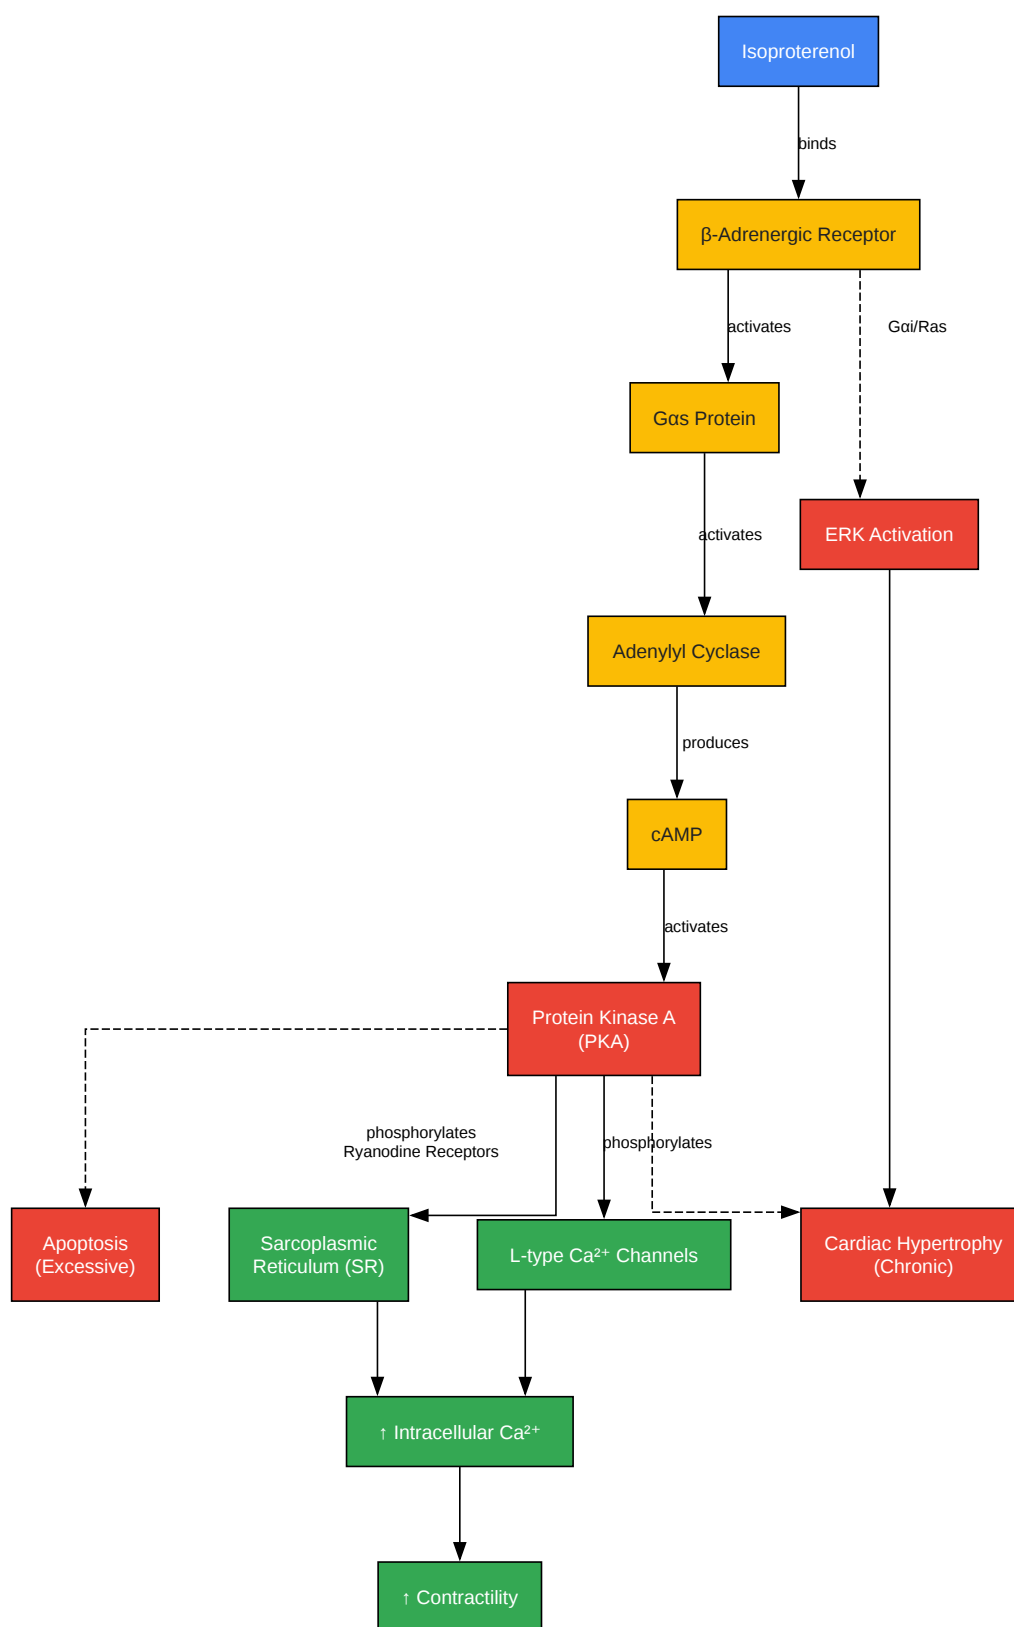 Isoproterenol
binds
β-Adrenergic Receptor
activates
Gαi/Ras
Gαs Protein
activates
ERK Activation
Adenylyl Cyclase
produces
cAMP
activates
Protein Kinase A
(PKA)
phosphorylates
Ryanodine Receptors
phosphorylates
Apoptosis
(Excessive)
Sarcoplasmic
Reticulum (SR)
L-type Ca²⁺ Channels
Cardiac Hypertrophy
(Chronic)
↑ Intracellular Ca²⁺
↑ Contractility